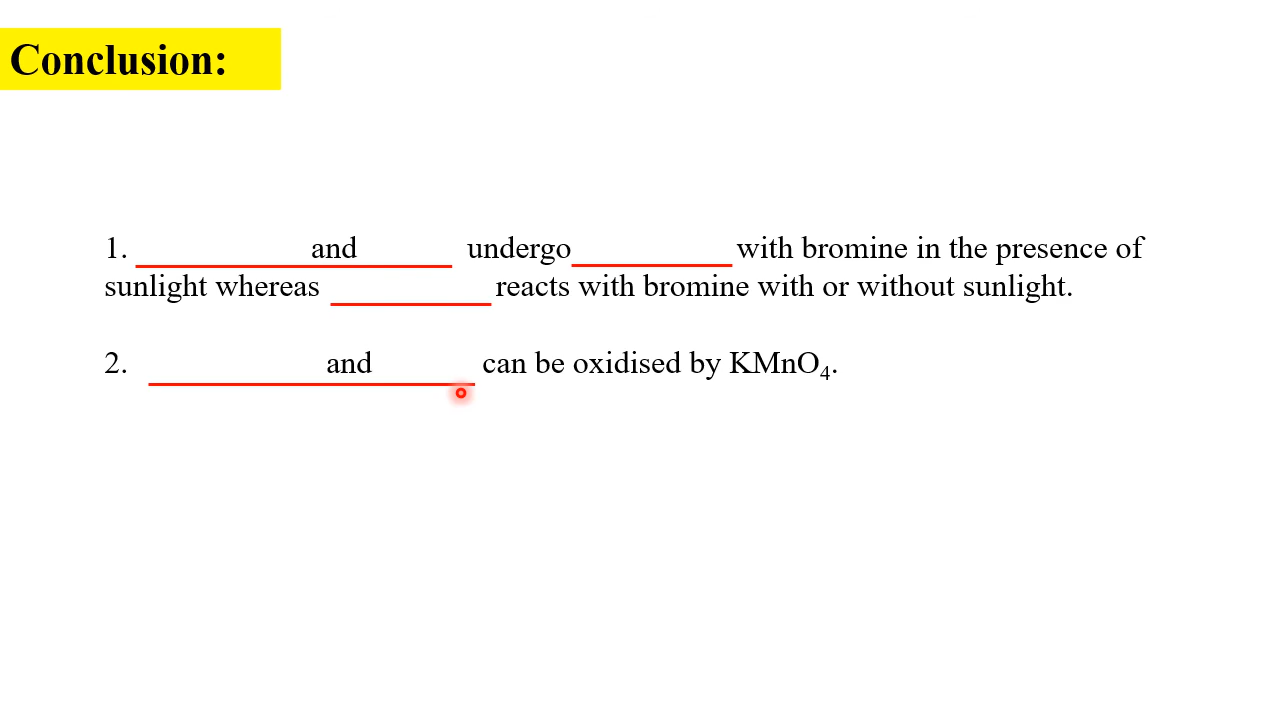 Conclusion:
1. and undergo with bromine in the presence of
sunlight whereas reacts with bromine with or without sunlight.
2. and can be oxidised by KMnO₄.